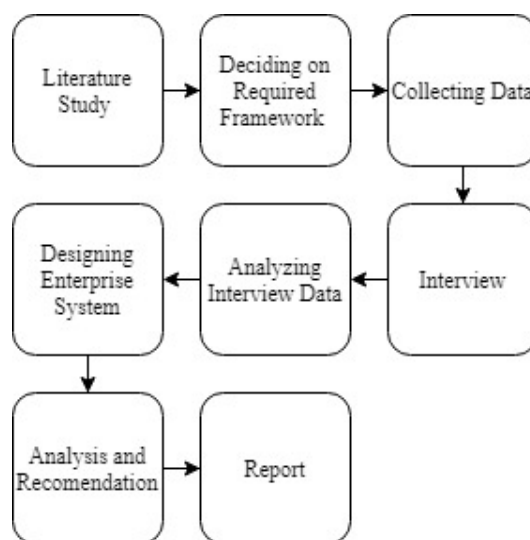 Literature
Study
Deciding on
Required
Framework
Collecting Data
Interview
Analyzing
Interview Data
Designing
Enterprise
System
Analysis and
Recomendation
Report